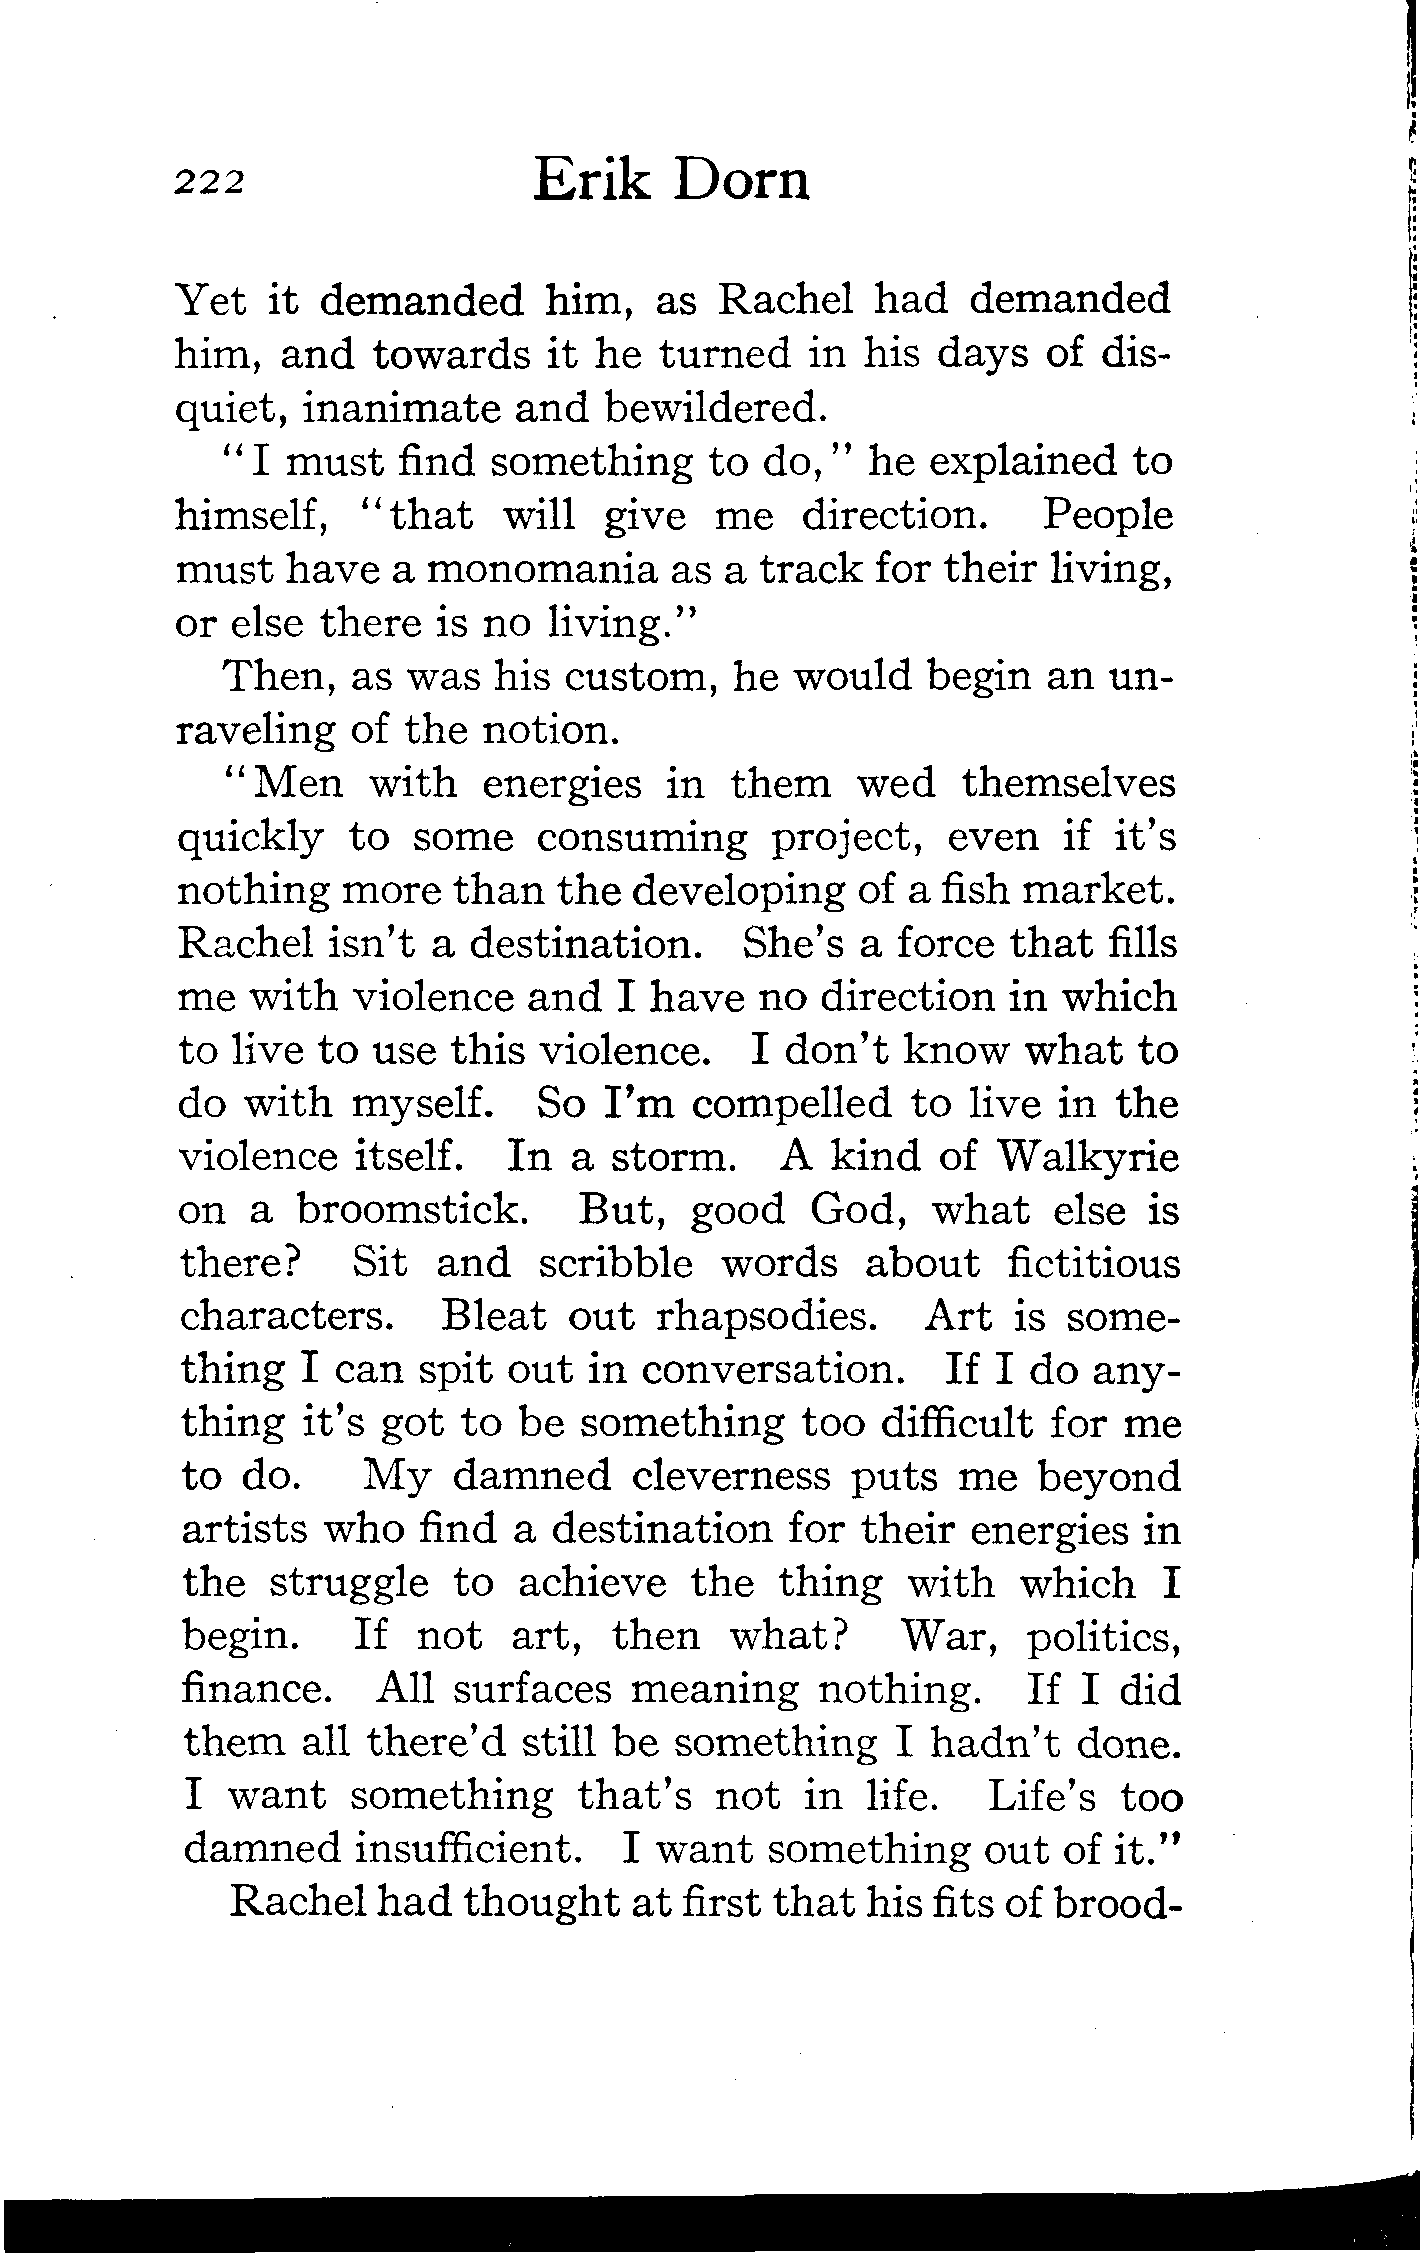 222 Erik Dorn
Yet it demanded him, as Rachel had demanded
him, and towards it he turned in his days of dis-
quiet, inanimate and bewildered.
"I must find something to do," he explained to
himself, "that will give me direction. People
must have a monomania as a track for their living,
or else there is no living."
Then, as was his custom, he would begin an un-
raveling of the notion.
"Men with energies in them wed themselves
quickly to some consuming project, even if it's
nothing more than the developing of a fish market.
Rachel isn't a destination. She's a force that fills
me with violence and I have no direction in which
to live to use this violence. I don't know what to
do with myself. So I'm compelled to live in the
violence itself. In a storm. A kind of Walkyrie
on a broomstick. But, good God, what else is
there? Sit and scribble words about fictitious
characters. Bleat out rhapsodies. Art is some-
thing I can spit out in conversation. If I do any-
thing it's got to be something too difficult for me
to do. My damned cleverness puts me beyond
artists who find a destination for their energies in
the struggle to achieve the thing with which I
begin. If not art, then what? War, politics,
finance. All surfaces meaning nothing. If I did
them all there'd still be something I hadn't done.
I want something that's not in life. Life's too
damned insufficient. I want something out of it."
Rachel had thought at first that his fits of brood-